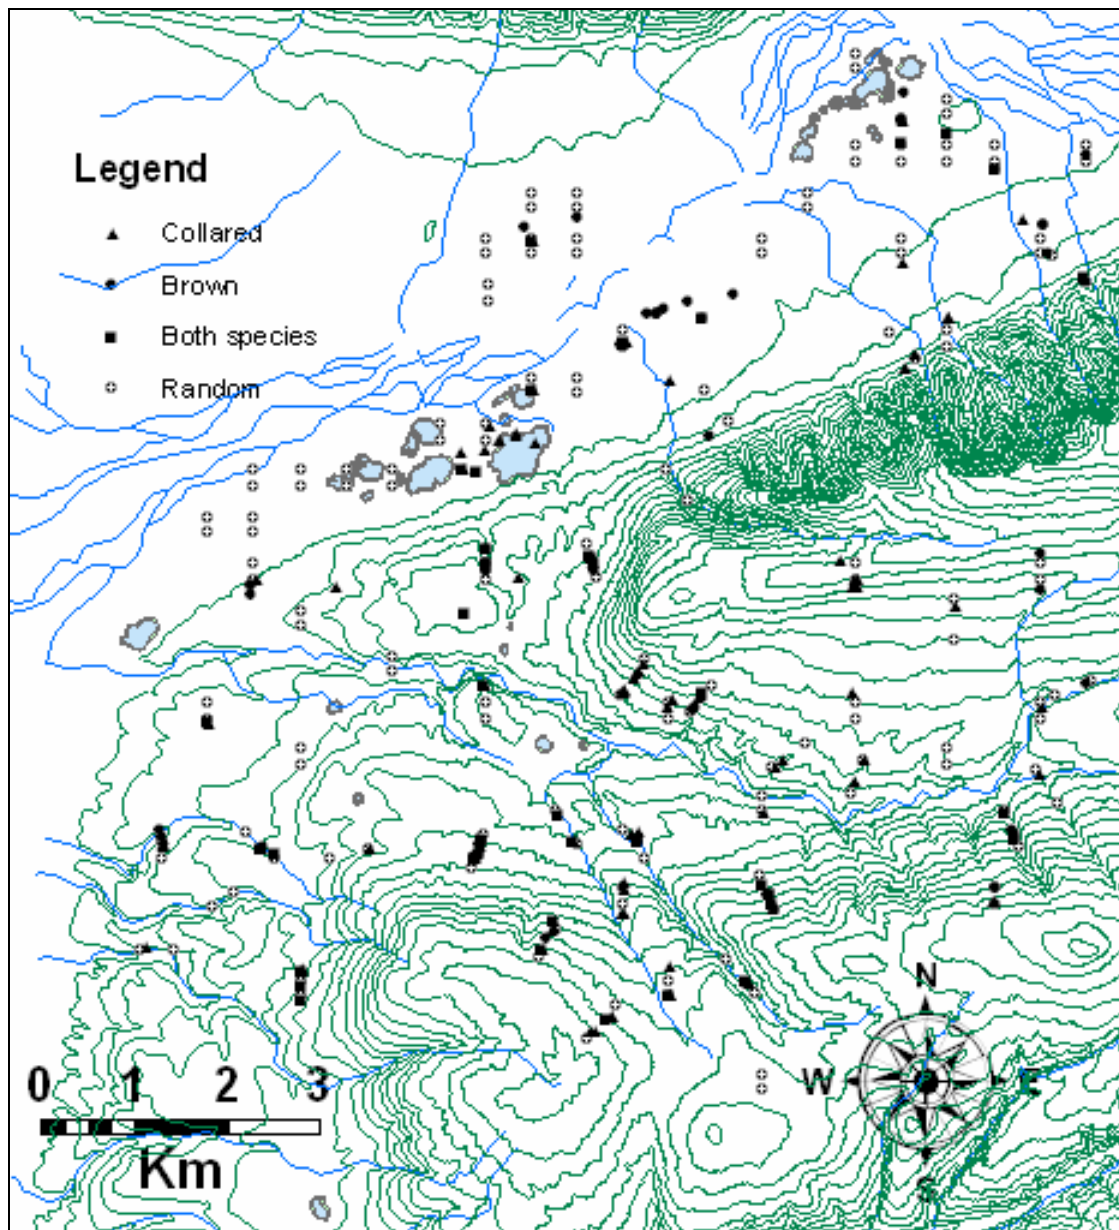 Legend
Collared
Brown
Both species
Random
N
W E
S
0 1 2 3
Km